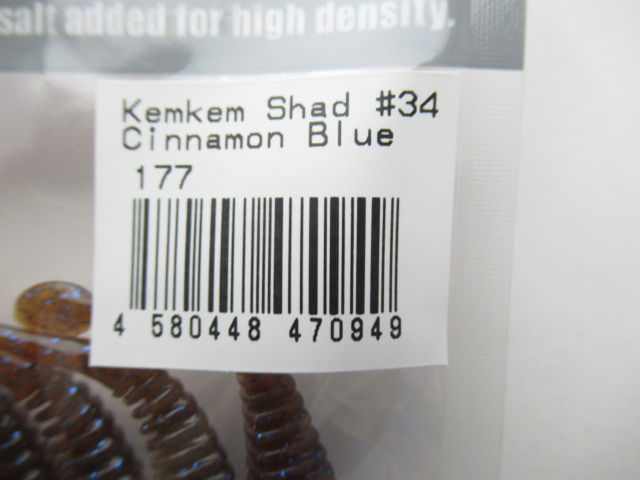 salt added for high density.
Kemkem Shad #34
Cinnamon Blue
177
4 580448 470949